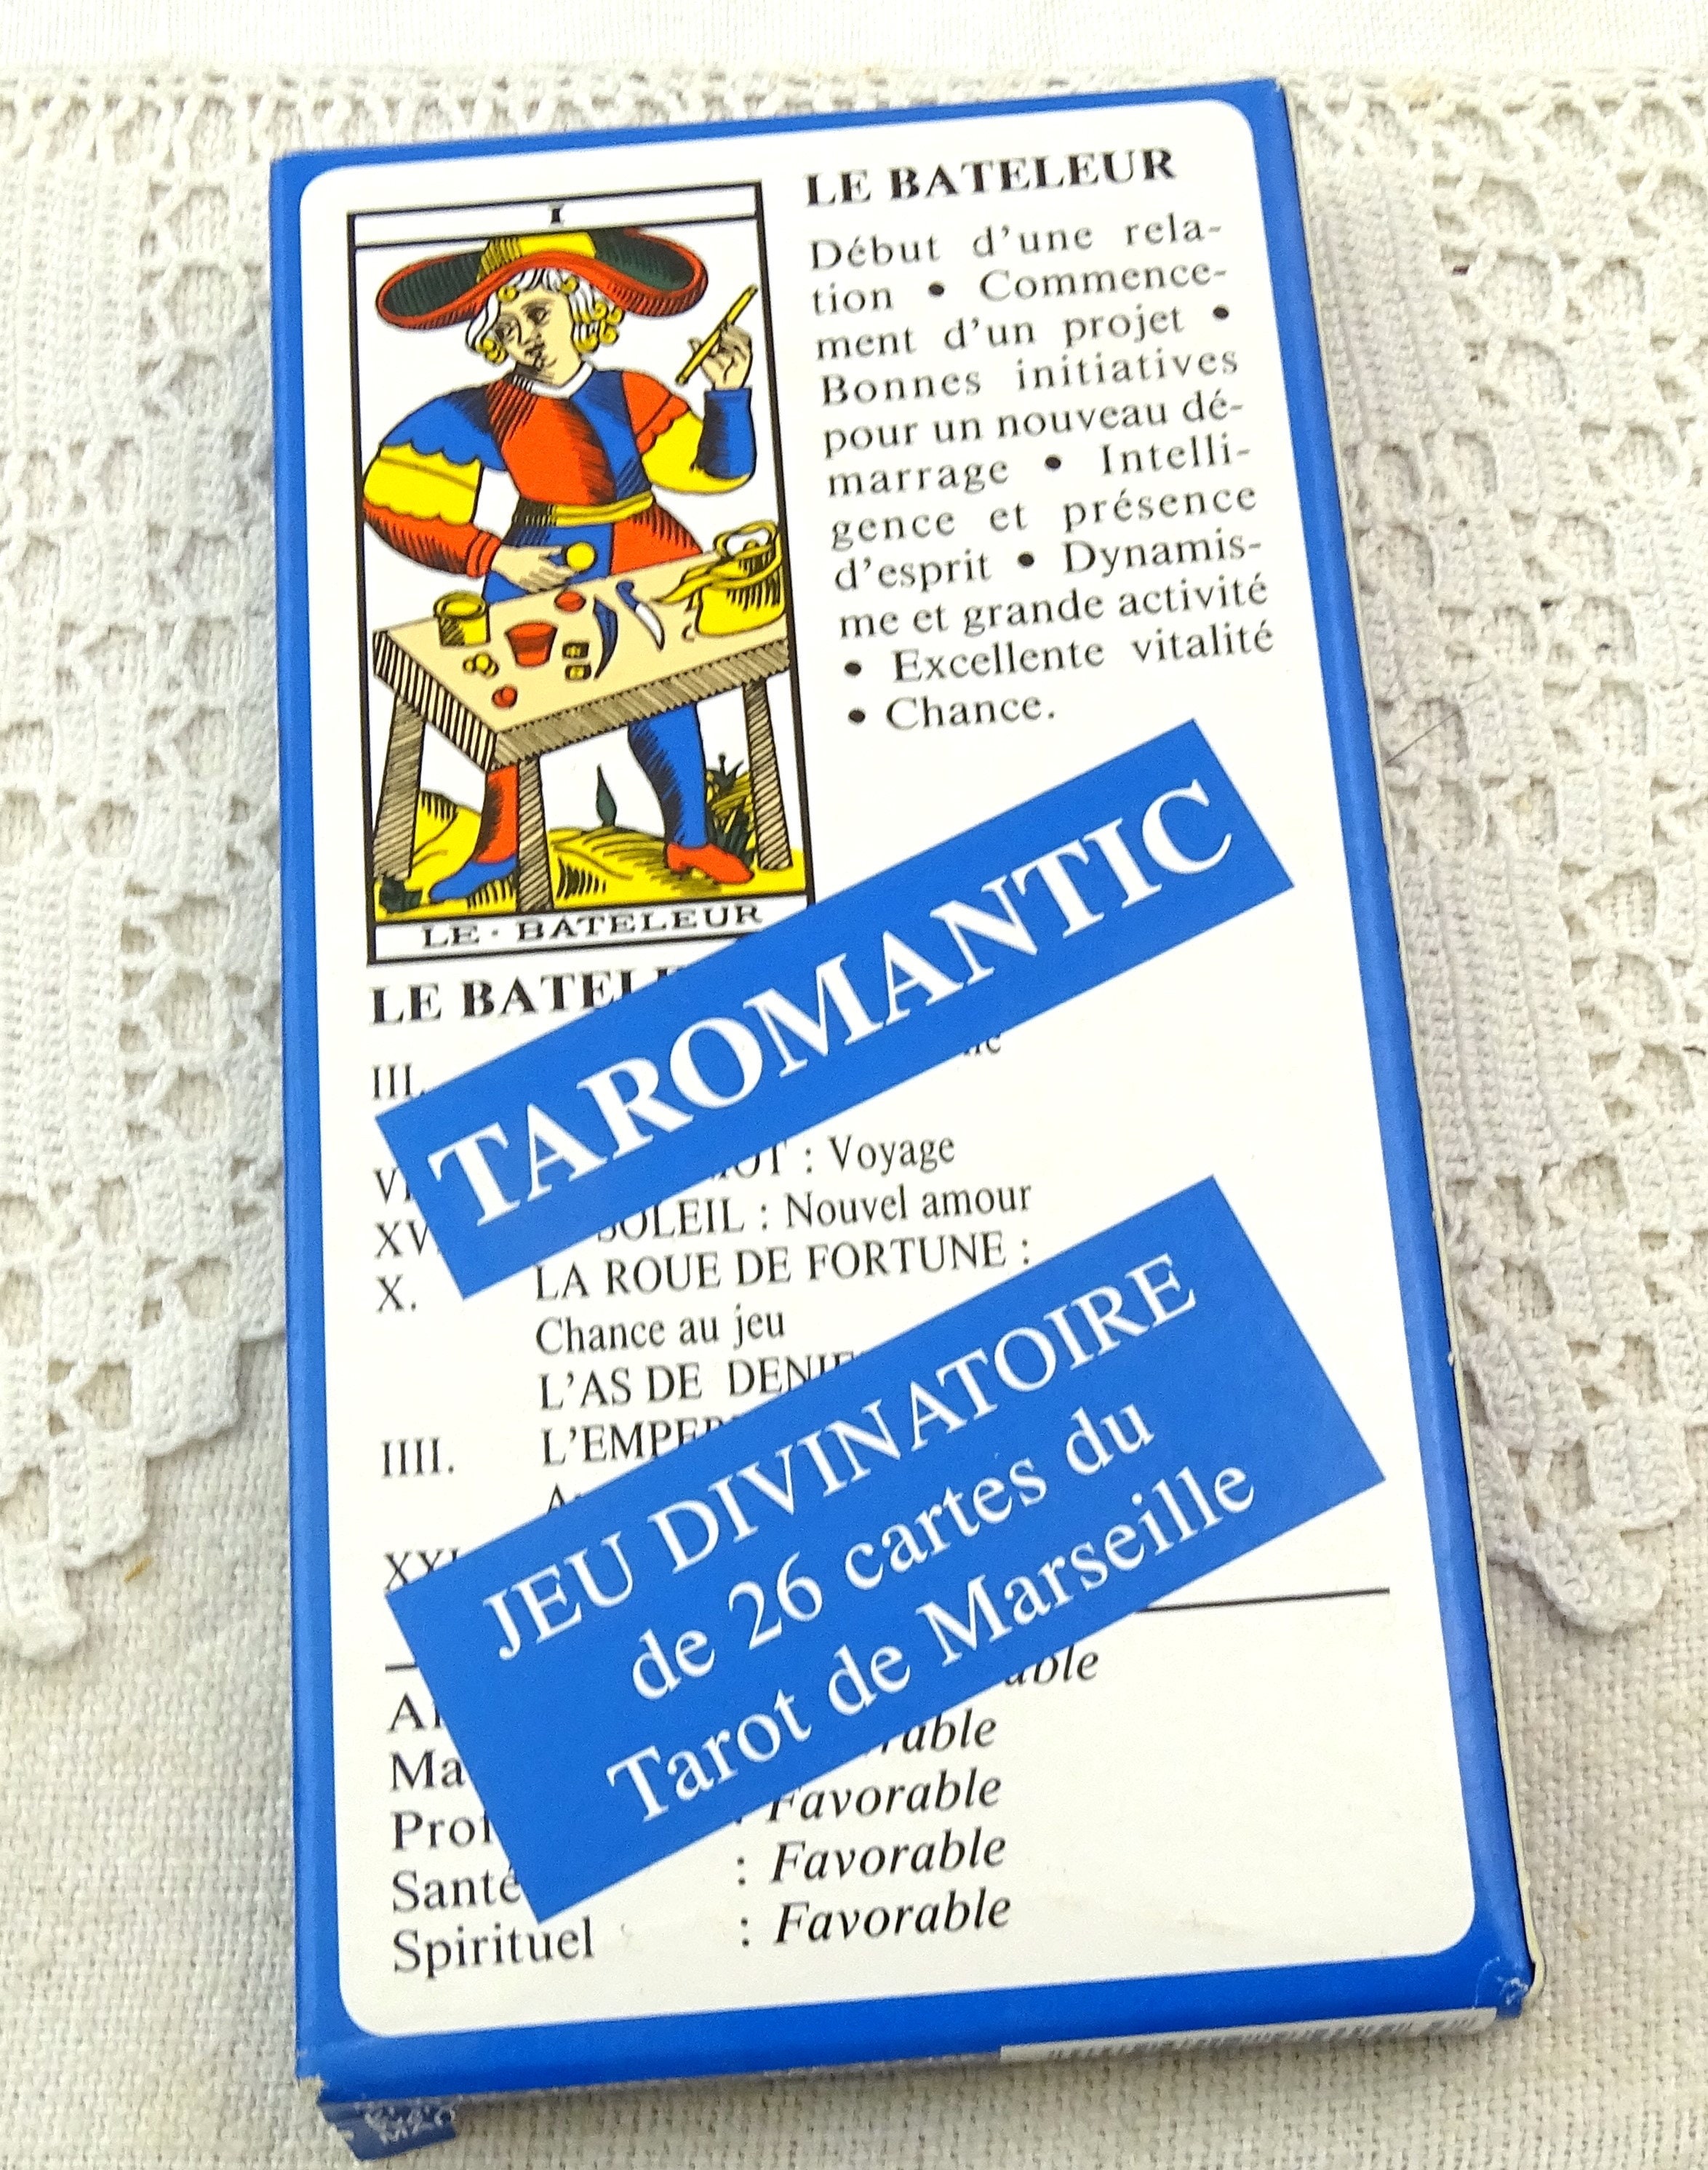 I
LE • BATELEUR
LE BATELEUR
Début d'une rela-
tion • Commence-
ment d'un projet •
Bonnes initiatives
pour un nouveau dé-
marrage • Intelli-
gence et présence
d'esprit • Dynamis-
me et grande activité
• Excellente vitalité
• Chance.
TAROMANTIC
LE
III.
: Voyage
SOLEIL : Nouvel amour
X. LA ROUE DE FORTUNE :
Chance au jeu
L'AS DE
IIII.
JEU DIVINATOIRE
de 26 cartes du
Tarot de Marseille
: Favorable
Santé : Favorable
Spirituel : Favorable